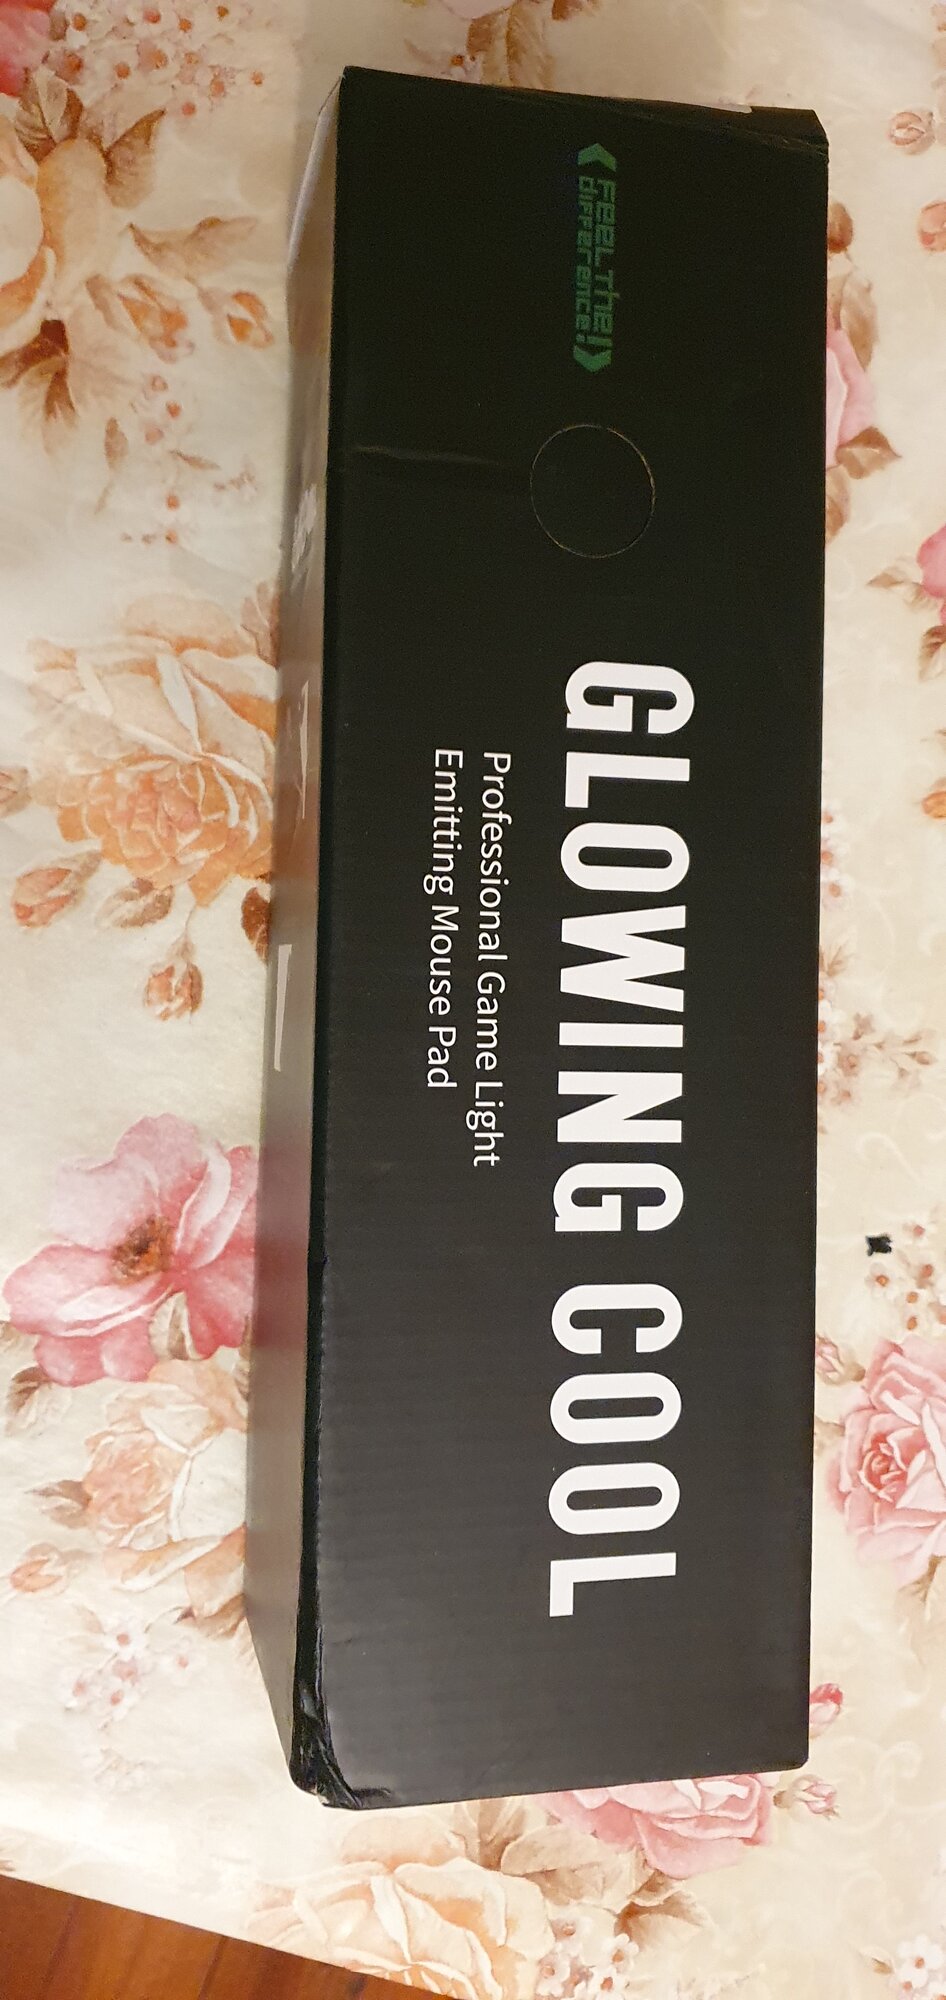 FEEL The!
DIFFerence!
GLOWING COOL
Professional Game Light
Emitting Mouse Pad